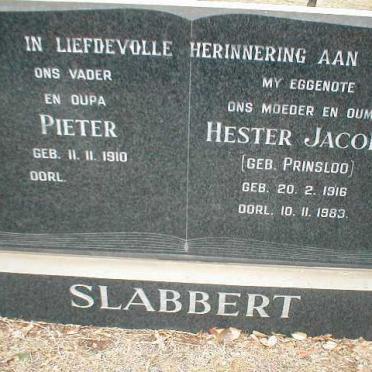 IN LIEFDEVOLLE HERINNERING AAN
ONS VADER
EN OUPA
PIETER
GEB. 11. 11. 1910
OORL.
MY EGGENOTE
ONS MOEDER EN OUM
HESTER JACO
(GEB. PRINSLOO)
GEB. 20. 2. 1916
OORL. 10. 11. 1983.
SLABBERT